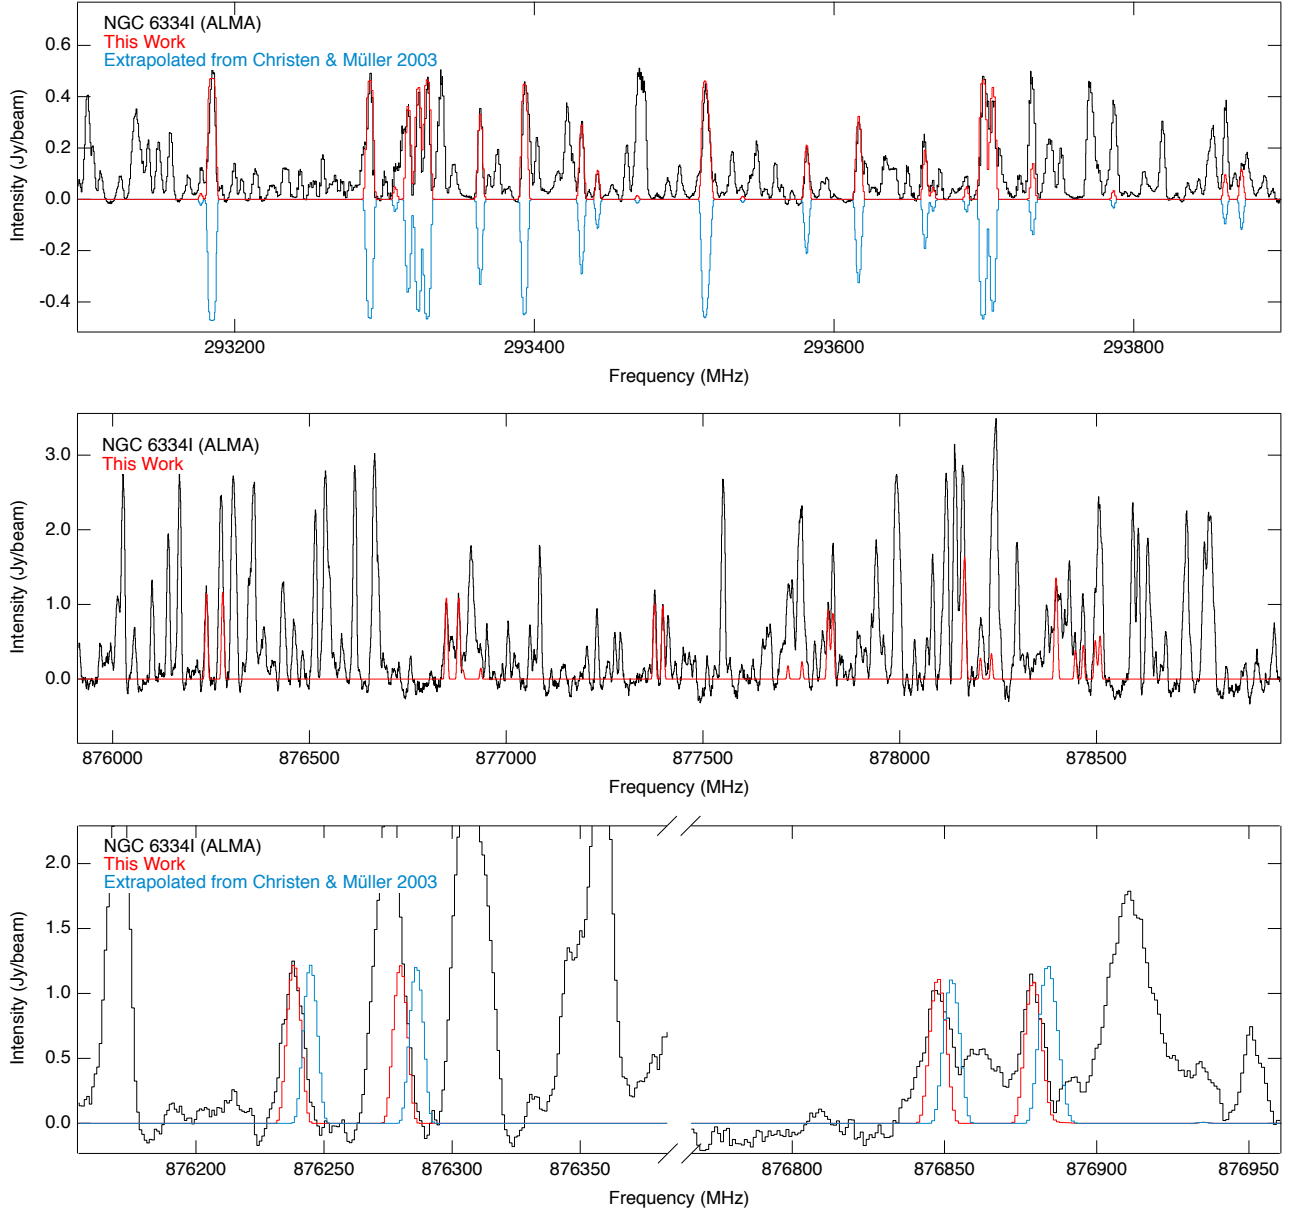 NGC 6334I (ALMA)
This Work
Extrapolated from Christen & Müller 2003
0.6
0.4
0.2
0.0
-0.2
-0.4
Intensity (Jy/beam)
293200 293400 293600 293800
Frequency (MHz)
NGC 6334I (ALMA)
This Work
3.0
2.0
1.0
0.0
Intensity (Jy/beam)
876000 876500 877000 877500 878000 878500
Frequency (MHz)
NGC 6334I (ALMA)
This Work
Extrapolated from Christen & Müller 2003
2.0
1.5
1.0
0.5
0.0
Intensity (Jy/beam)
876200 876250 876300 876350 876800 876850 876900 876950
Frequency (MHz)